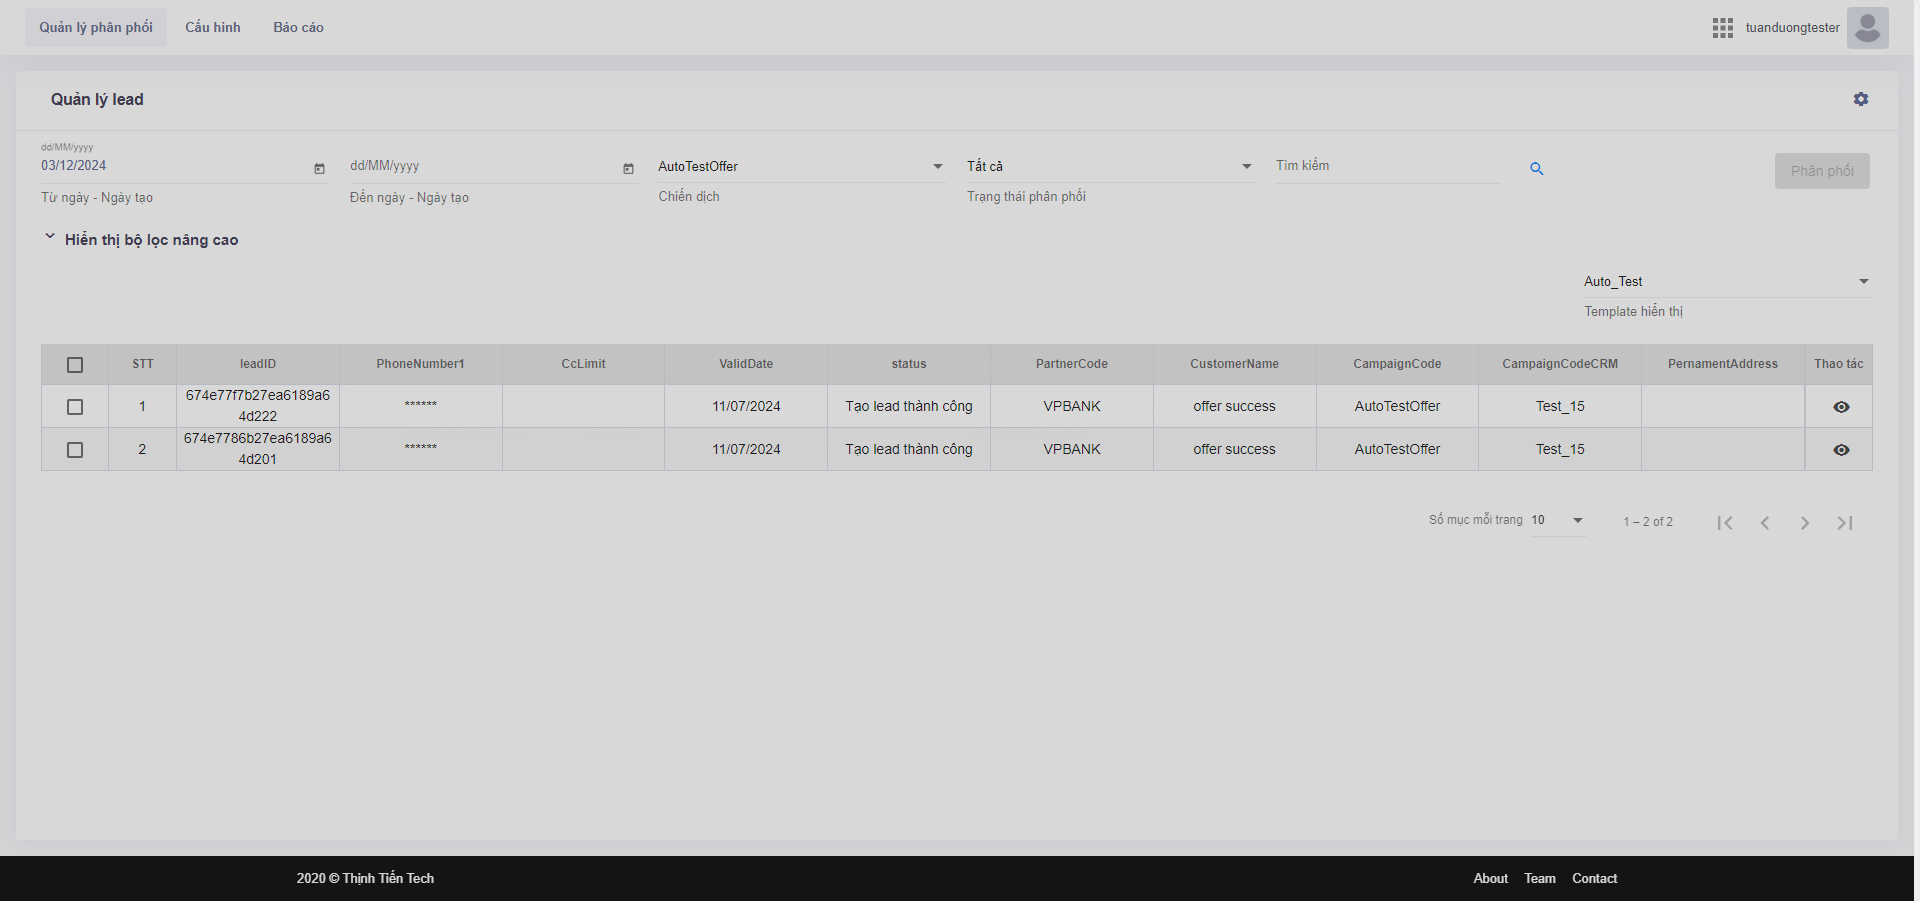 Quản lý phân phối Cấu hình Báo cáo tuanduongtester
Quản lý lead
dd/MM/yyyy
03/12/2024 dd/MM/yyyy AutoTestOffer Tất cả Tìm kiếm Phân phối
Từ ngày - Ngày tạo Đến ngày - Ngày tạo Chiến dịch Trạng thái phân phối
Hiển thị bộ lọc nâng cao
Auto_Test
Template hiển thị
STT leadID PhoneNumber1 CcLimit ValidDate status PartnerCode CustomerName CampaignCode CampaignCodeCRM PernamentAddress Thao tác
1 674e77f7b27ea6189a6 ****** 11/07/2024 Tạo lead thành công VPBANK offer success AutoTestOffer Test_15
4d222
2 674e7786b27ea6189a6 ****** 11/07/2024 Tạo lead thành công VPBANK offer success AutoTestOffer Test_15
4d201
Số mục mỗi trang 10 1 – 2 of 2
2020 © Thịnh Tiến Tech About Team Contact